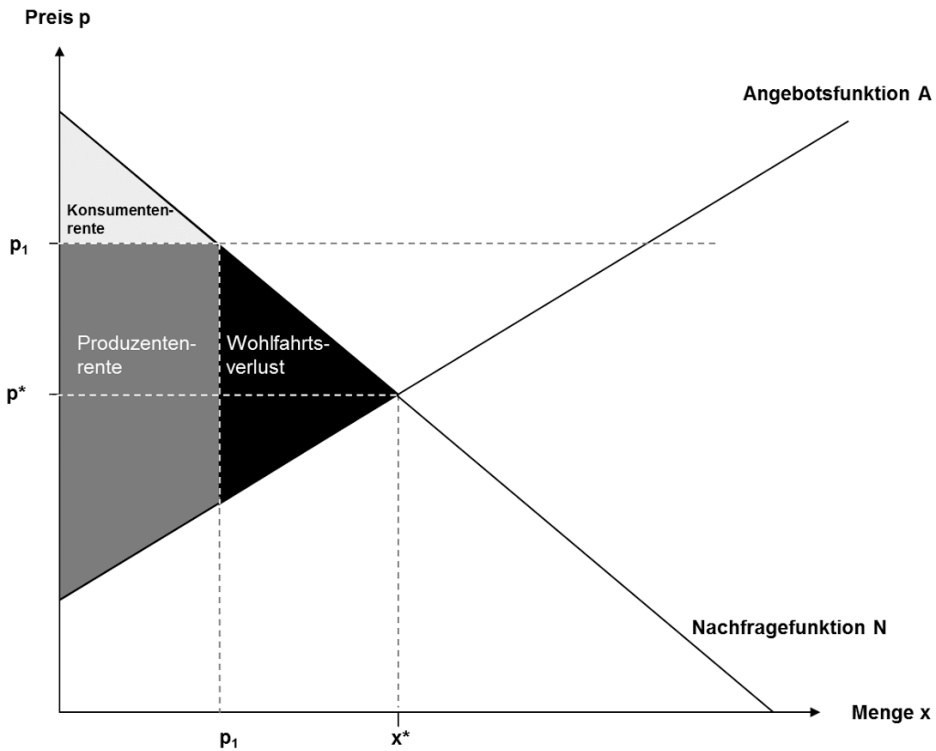 Preis p
Angebotsfunktion A
Konsumenten-
rente
p₁
Produzenten-
rente
Wohlfahrts-
verlust
p*
Nachfragefunktion N
Menge x
p₁
x*